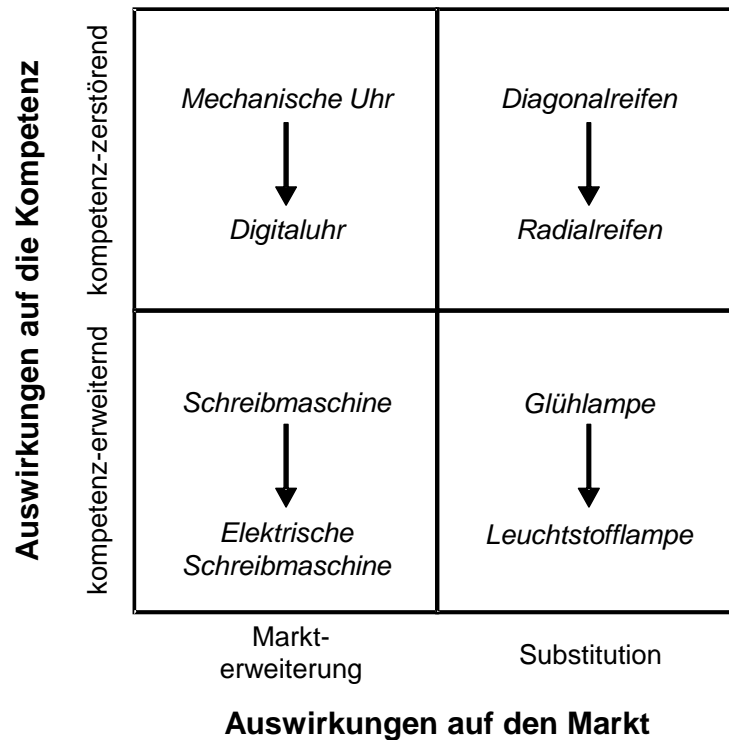 Auswirkungen auf die Kompetenz
kompetenz-zerstörend
kompetenz-erweiternd
Mechanische Uhr
Digitaluhr
Diagonalreifen
Radialreifen
Schreibmaschine
Elektrische
Schreibmaschine
Glühlampe
Leuchtstofflampe
Markt-
erweiterung
Substitution
Auswirkungen auf den Markt